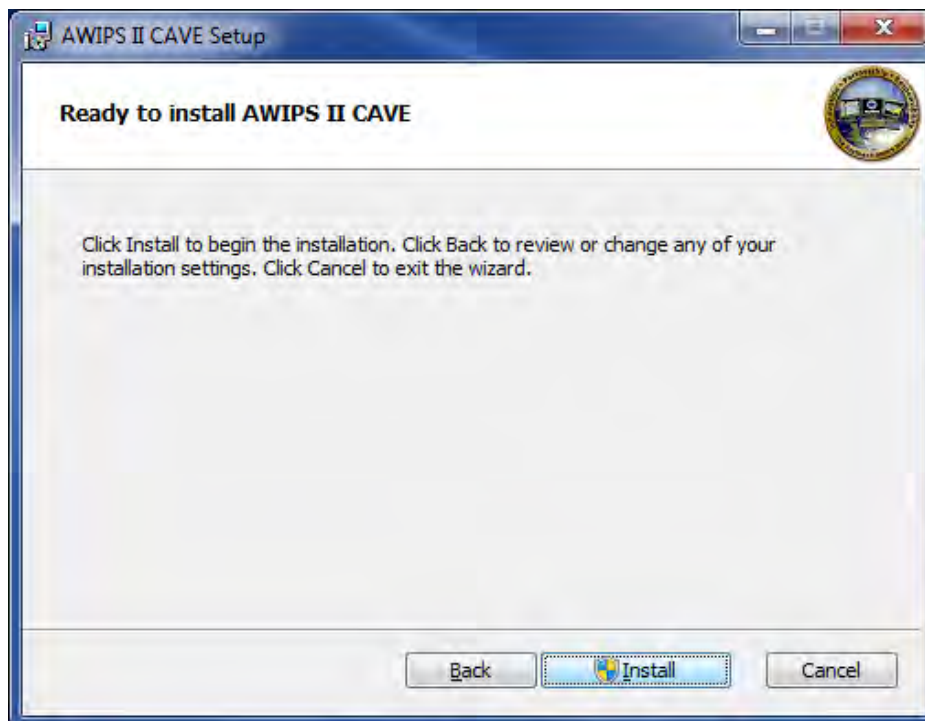 AWIPS II CAVE Setup
Ready to install AWIPS II CAVE
Click Install to begin the installation. Click Back to review or change any of your
installation settings. Click Cancel to exit the wizard.
Back
Install
Cancel